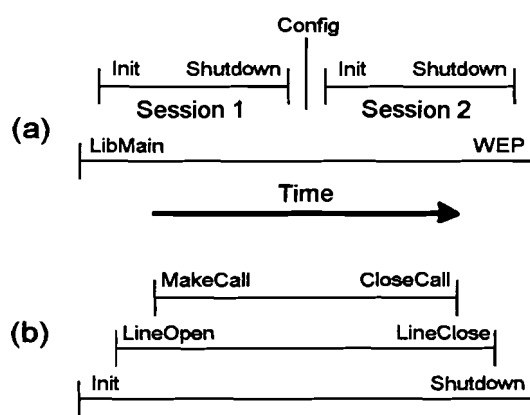 Config
Init Shutdown Init Shutdown
Session 1 Session 2
(a)
LibMain WEP
Time
MakeCall CloseCall
(b)
LineOpen LineClose
Init Shutdown